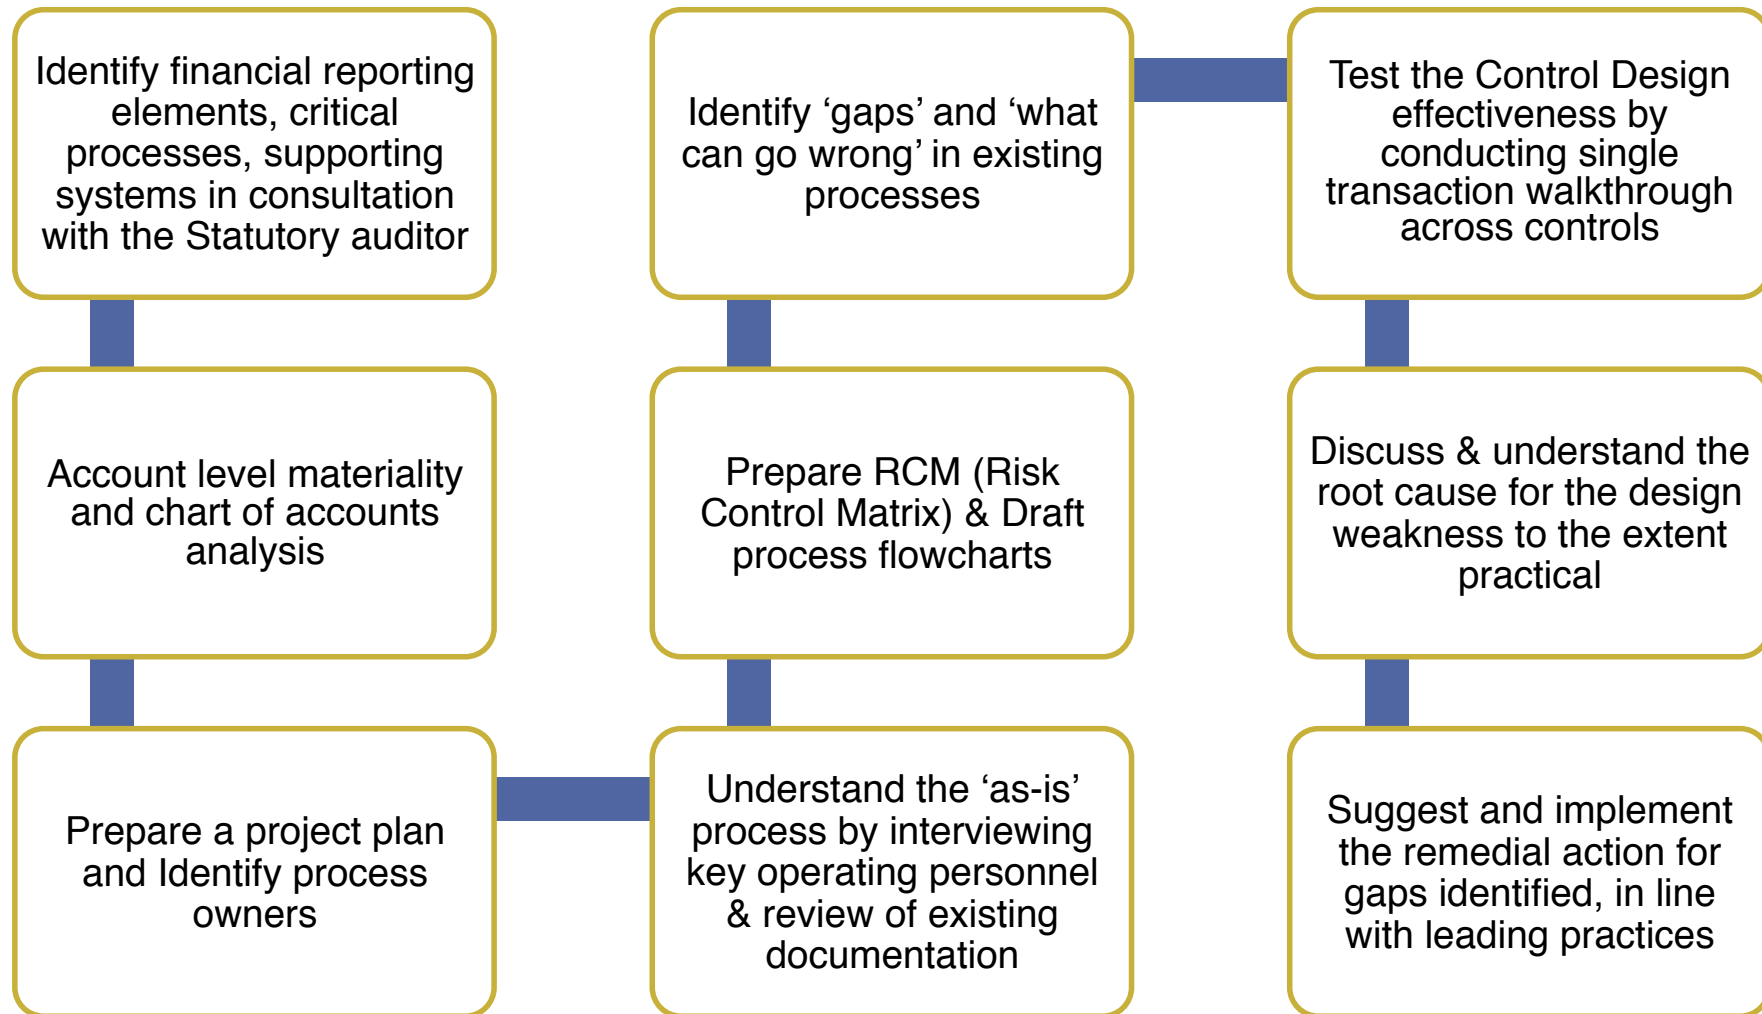 Identify financial reporting
elements, critical
processes, supporting
systems in consultation
with the Statutory auditor
Account level materiality
and chart of accounts
analysis
Prepare a project plan
and Identify process
owners
Understand the ‘as-is’
process by interviewing
key operating personnel
& review of existing
documentation
Prepare RCM (Risk
Control Matrix) & Draft
process flowcharts
Identify ‘gaps’ and ‘what
can go wrong’ in existing
processes
Test the Control Design
effectiveness by
conducting single
transaction walkthrough
across controls
Discuss & understand the
root cause for the design
weakness to the extent
practical
Suggest and implement
the remedial action for
gaps identified, in line
with leading practices